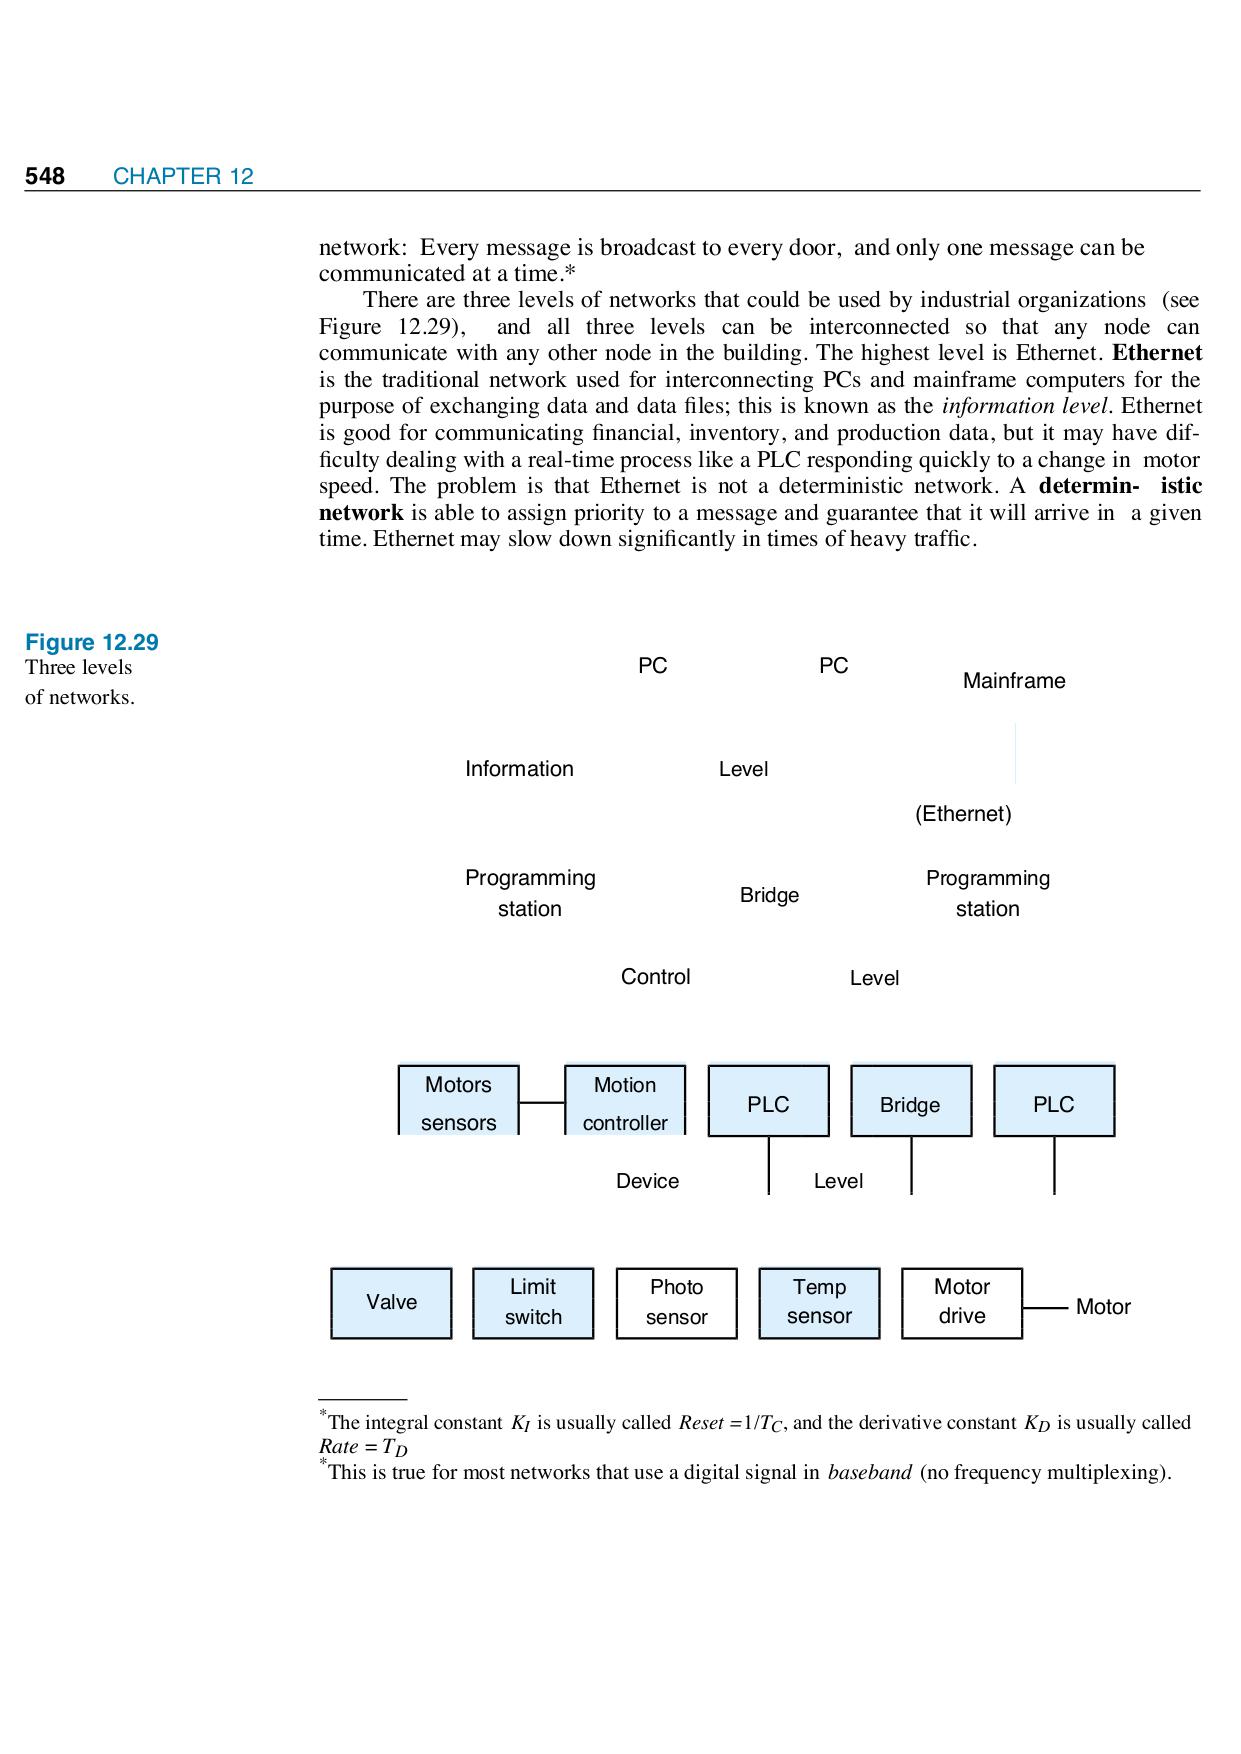 548 CHAPTER 12
network: Every message is broadcast to every door, and only one message can be
communicated at a time.*
There are three levels of networks that could be used by industrial organizations (see
Figure 12.29), and all three levels can be interconnected so that any node can
communicate with any other node in the building. The highest level is Ethernet. Ethernet
is the traditional network used for interconnecting PCs and mainframe computers for the
purpose of exchanging data and data files; this is known as the information level. Ethernet
is good for communicating financial, inventory, and production data, but it may have dif-
ficulty dealing with a real-time process like a PLC responding quickly to a change in motor
speed. The problem is that Ethernet is not a deterministic network. A determin- istic
network is able to assign priority to a message and guarantee that it will arrive in a given
time. Ethernet may slow down significantly in times of heavy traffic.
Figure 12.29
Three levels
of networks.
PC PC
Mainframe
Information Level
(Ethernet)
Programming
station
Bridge
Programming
station
Control Level
Motors
sensors
Motion
controller
PLC
Bridge
PLC
Device Level
Valve
Limit
switch
Photo
sensor
Temp
sensor
Motor
drive
Motor
*The integral constant KI is usually called Reset =1/TC, and the derivative constant KD is usually called
Rate = TD
*This is true for most networks that use a digital signal in baseband (no frequency multiplexing).